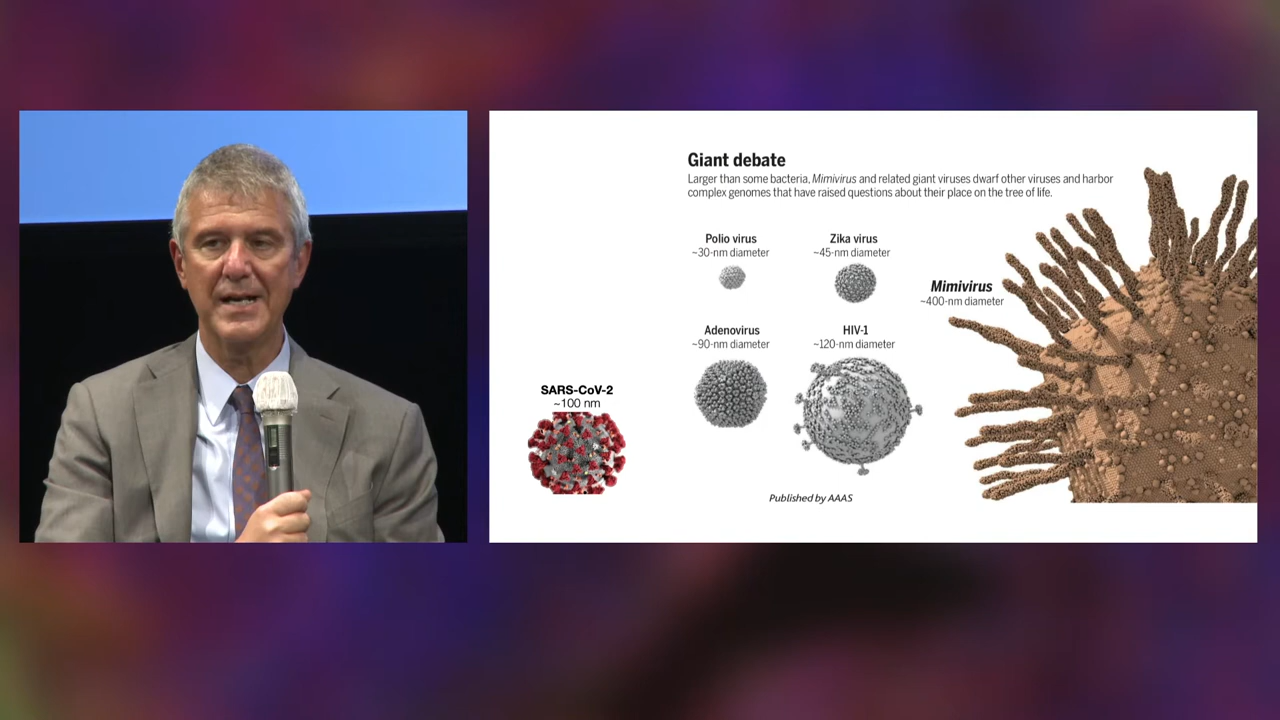 Giant debate
Larger than some bacteria, Mimivirus and related giant viruses dwarf other viruses and harbor
complex genomes that have raised questions about their place on the tree of life.
Polio virus
~30-nm diameter
Zika virus
~45-nm diameter
Mimivirus
~400-nm diameter
Adenovirus
~90-nm diameter
HIV-1
~120-nm diameter
SARS-CoV-2
~100 nm
Published by AAAS